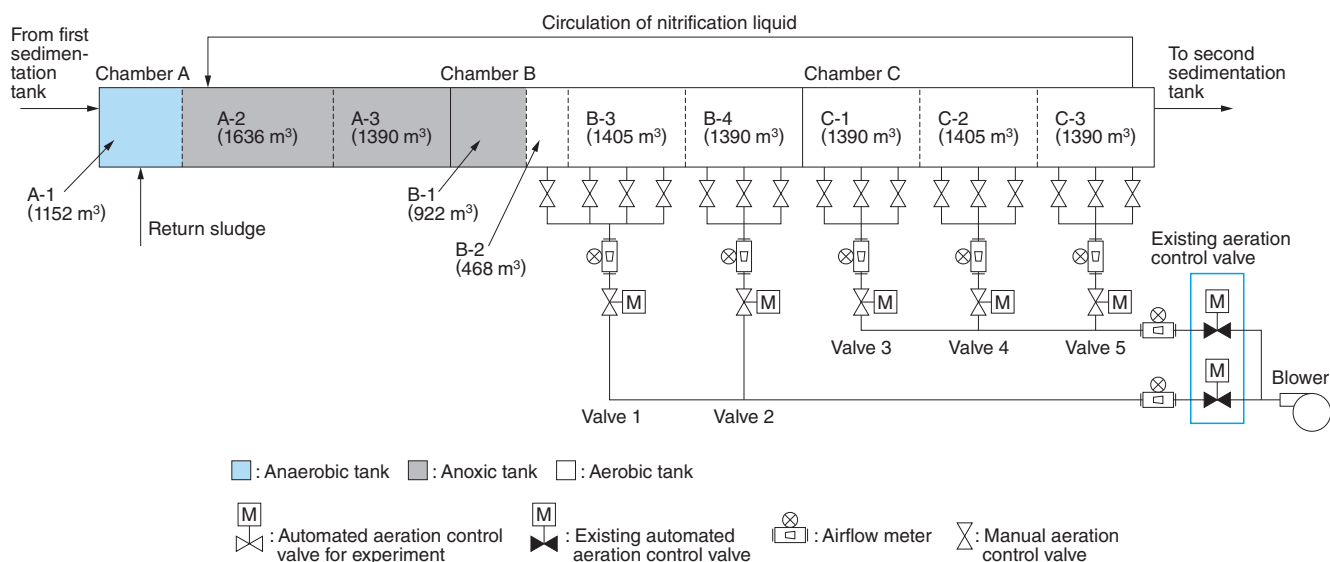 Circulation of nitrification liquid
From first
sedimen-
tation
tank
Chamber A
Chamber B
Chamber C
To second
sedimentation
tank
A-2
(1636 m³)
A-3
(1390 m³)
B-3
(1405 m³)
B-4
(1390 m³)
C-1
(1390 m³)
C-2
(1405 m³)
C-3
(1390 m³)
A-1
(1152 m³)
Return sludge
B-1
(922 m³)
B-2
(468 m³)
Existing aeration
control valve
M
M
M
M
M
M
M
Valve 1
Valve 2
Valve 3
Valve 4
Valve 5
Blower
: Anaerobic tank
: Anoxic tank
: Aerobic tank
M
: Automated aeration control
valve for experiment
M
: Existing automated
aeration control valve
: Airflow meter
: Manual aeration
control valve